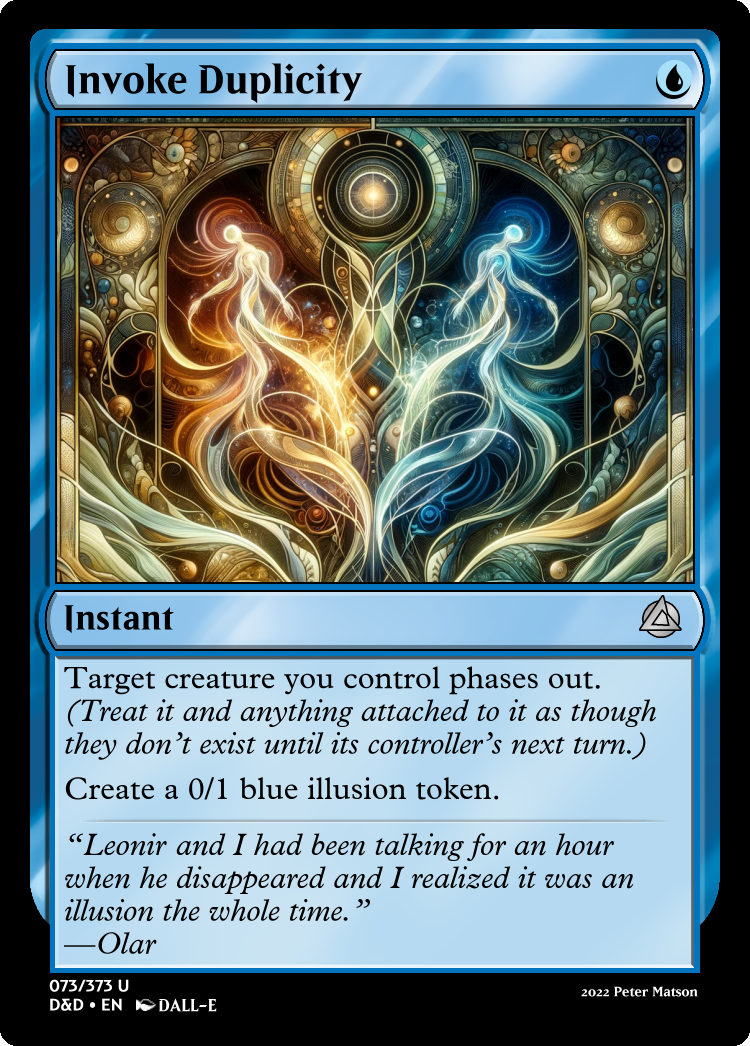 Invoke Duplicity
Instant
Target creature you control phases out.
(Treat it and anything attached to it as though
they don't exist until its controller's next turn.)
Create a 0/1 blue illusion token.
"Leonir and I had been talking for an hour
when he disappeared and I realized it was an
illusion the whole time."
—Olar
073/373 U
D&D • EN DALL-E
2022 Peter Matson